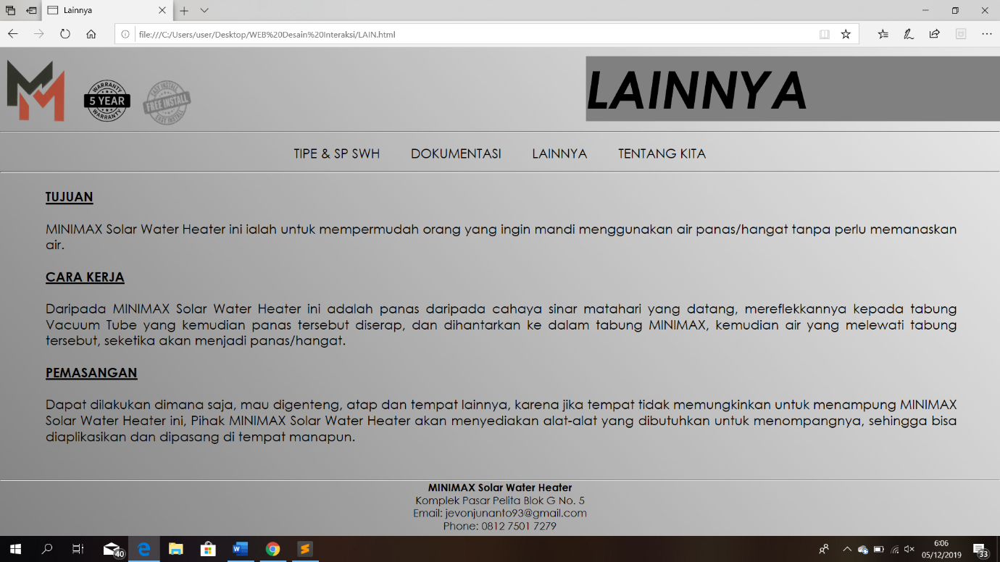 Lainnya
file:///C:/Users/user/Desktop/WEB%20Desain%20Interaksi/LAIN.html
WARRANTY
5 YEAR
WARRANTY
EASY INSTALL
FREE INSTALL
EASY INSTALL
LAINNYA
TIPE & SP SWH DOKUMENTASI LAINNYA TENTANG KITA
TUJUAN
MINIMAX Solar Water Heater ini ialah untuk mempermudah orang yang ingin mandi menggunakan air panas/hangat tanpa perlu memanaskan
air.
CARA KERJA
Daripada MINIMAX Solar Water Heater ini adalah panas daripada cahaya sinar matahari yang datang, mereflekkannya kepada tabung
Vacuum Tube yang kemudian panas tersebut diserap, dan dihantarkan ke dalam tabung MINIMAX, kemudian air yang melewati tabung
tersebut, seketika akan menjadi panas/hangat.
PEMASANGAN
Dapat dilakukan dimana saja, mau digenteng, atap dan tempat lainnya, karena jika tempat tidak memungkinkan untuk menampung MINIMAX
Solar Water Heater ini, Pihak MINIMAX Solar Water Heater akan menyediakan alat-alat yang dibutuhkan untuk menompangnya, sehingga bisa
diaplikasikan dan dipasang di tempat manapun.
MINIMAX Solar Water Heater
Komplek Pasar Pelita Blok G No. 5
Email: jevonjunanto93@gmail.com
Phone: 0812 7501 7279
40
6:06
05/12/2019
33